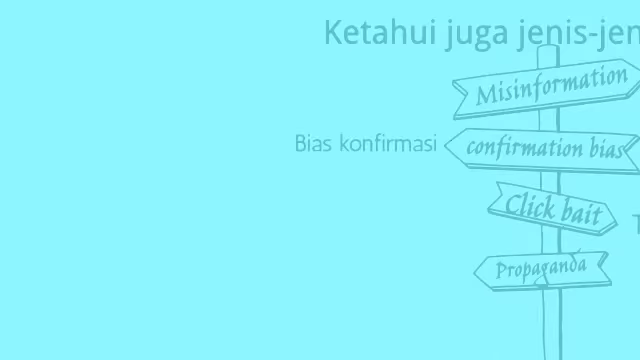 Ketahui juga jenis-jen
Misinformation
Bias konfirmasi
confirmation bias
Click bait
Propaganda